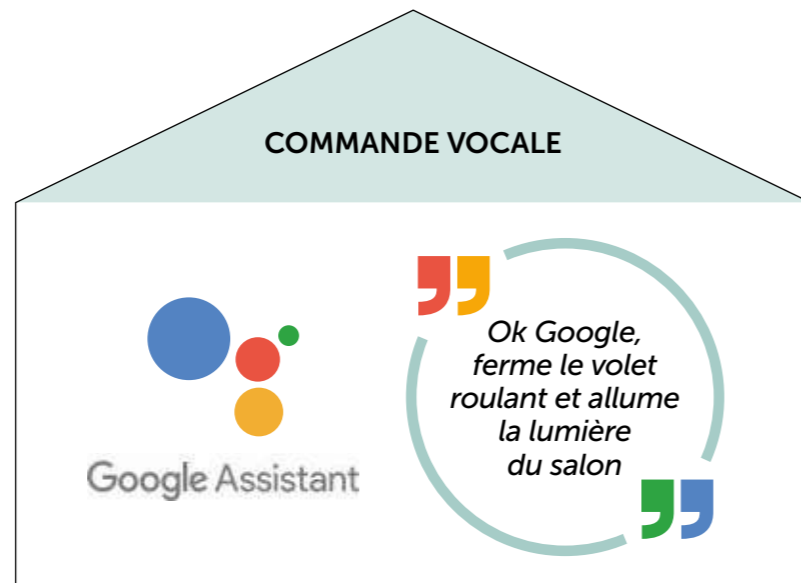 COMMANDE VOCALE
Google Assistant
Ok Google,
ferme le volet
roulant et allume
la lumière
du salon